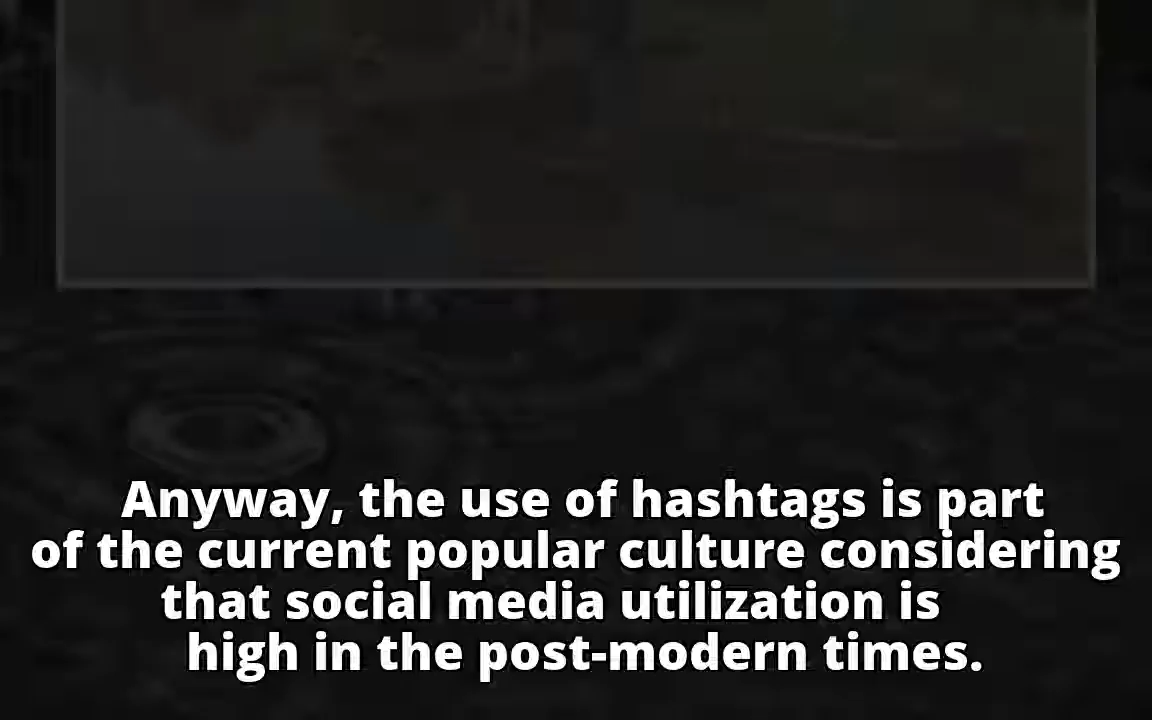 Anyway, the use of hashtags is part
of the current popular culture considering
that social media utilization is
high in the post-modern times.